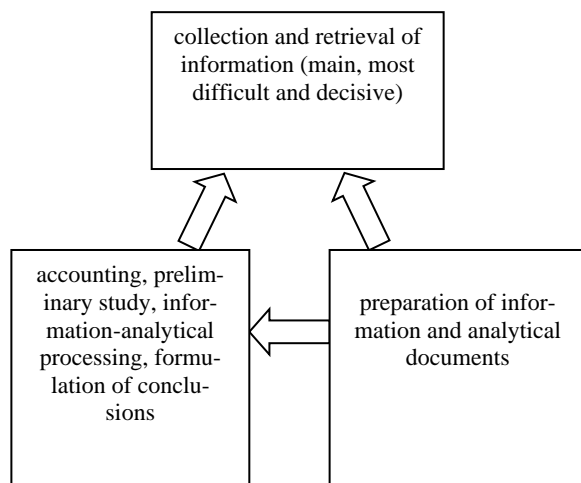 collection and retrieval of
information (main, most
difficult and decisive)
accounting, prelim-
inary study, infor-
mation-analytical
processing, formu-
lation of conclu-
sions
preparation of infor-
mation and analytical
documents